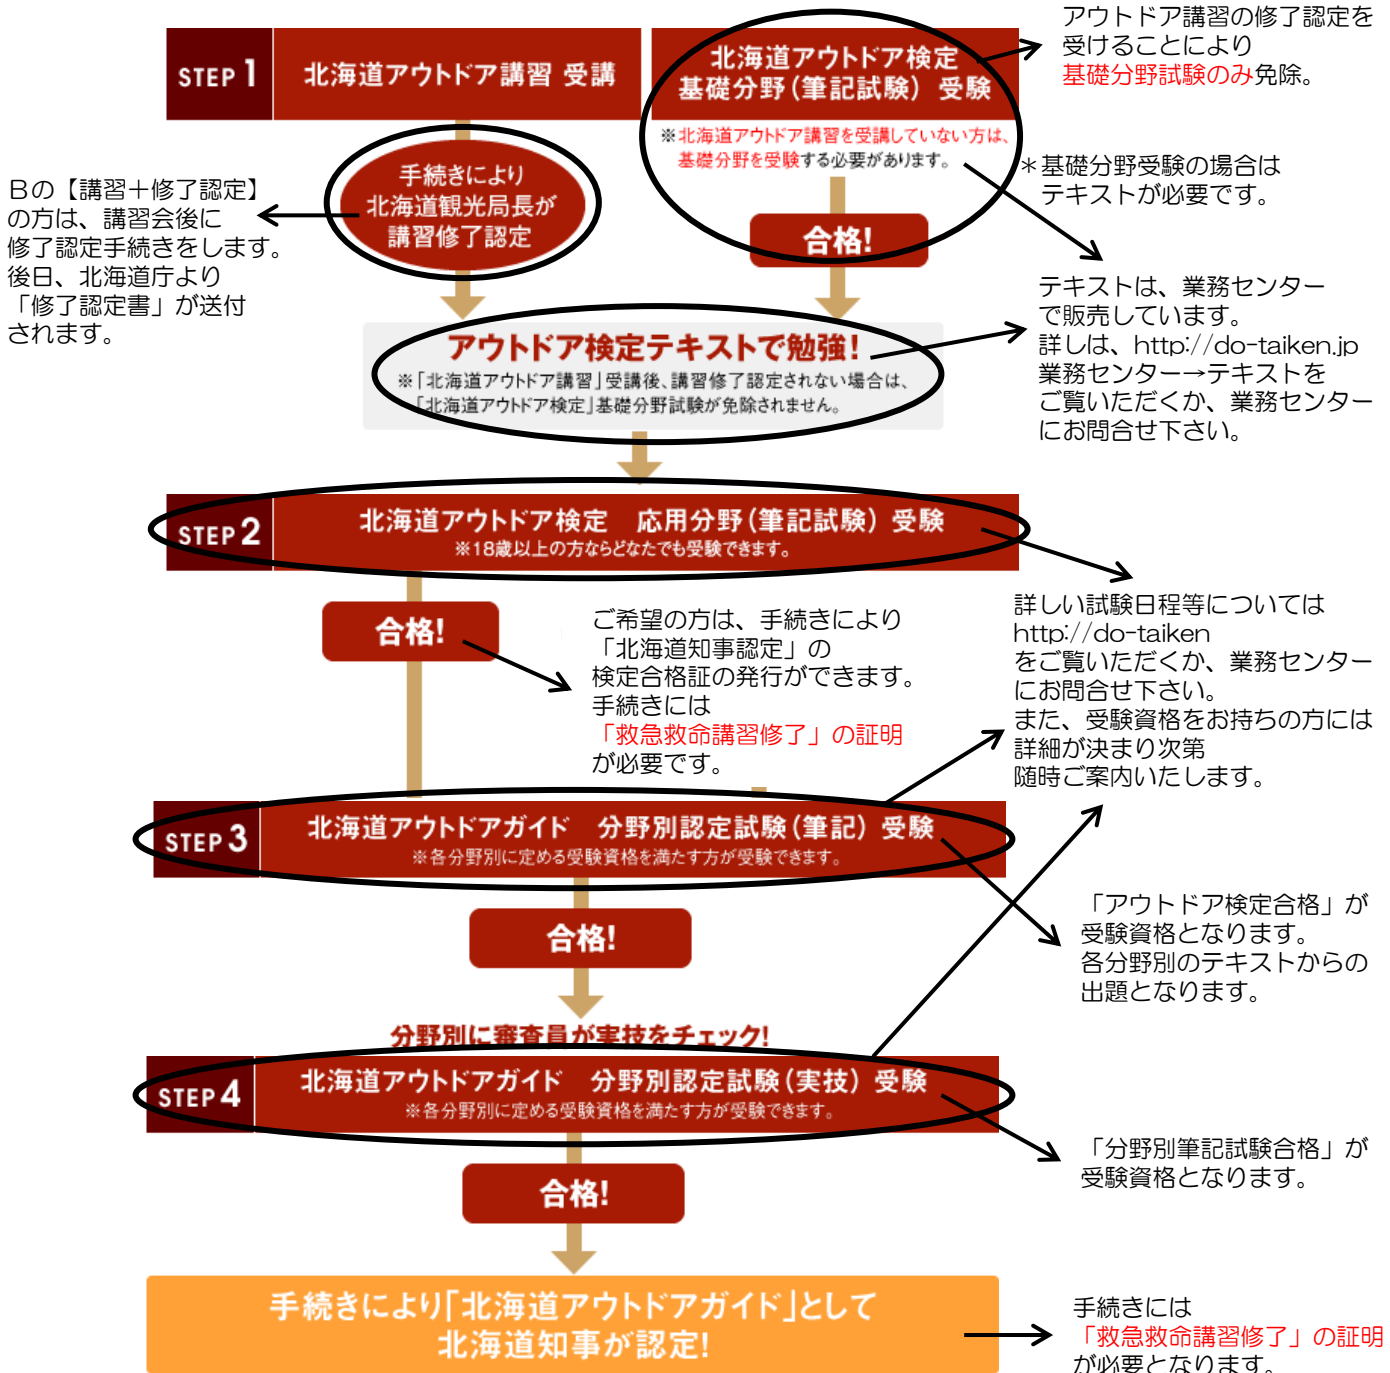 アウトドア講習の修了認定を
受けることにより
基礎分野試験のみ免除。
STEP 1
北海道アウトドア講習 受講
北海道アウトドア検定
基礎分野(筆記試験) 受験
※北海道アウトドア講習を受講していない方は、
基礎分野を受験する必要があります。
＊基礎分野受験の場合は
テキストが必要です。
手続きにより
北海道観光局長が
講習修了認定
Bの【講習＋修了認定】
の方は、講習会後に
修了認定手続きをします。
後日、北海道庁より
「修了認定書」が送付
されます。
合格!
テキストは、業務センター
で販売しています。
詳しは、http://do-taiken.jp
業務センター→テキストを
ご覧いただくか、業務センター
にお問合せ下さい。
アウトドア検定テキストで勉強!
※「北海道アウトドア講習」受講後、講習修了認定されない場合は、
「北海道アウトドア検定」基礎分野試験が免除されません。
STEP 2
北海道アウトドア検定　応用分野(筆記試験) 受験
※18歳以上の方ならどなたでも受験できます。
合格!
ご希望の方は、手続きにより
「北海道知事認定」の
検定合格証の発行ができます。
手続きには
「救急救命講習修了」の証明
が必要です。
詳しい試験日程等については
http://do-taiken
をご覧いただくか、業務センター
にお問合せ下さい。
また、受験資格をお持ちの方には
詳細が決まり次第
随時ご案内いたします。
STEP 3
北海道アウトドアガイド　分野別認定試験(筆記) 受験
※各分野別に定める受験資格を満たす方が受験できます。
合格!
「アウトドア検定合格」が
受験資格となります。
各分野別のテキストからの
出題となります。
分野別に審査員が実技をチェック!
STEP 4
北海道アウトドアガイド　分野別認定試験(実技) 受験
※各分野別に定める受験資格を満たす方が受験できます。
「分野別筆記試験合格」が
受験資格となります。
合格!
手続きにより「北海道アウトドアガイド」として
北海道知事が認定!
手続きには
「救急救命講習修了」の証明
が必要となります。